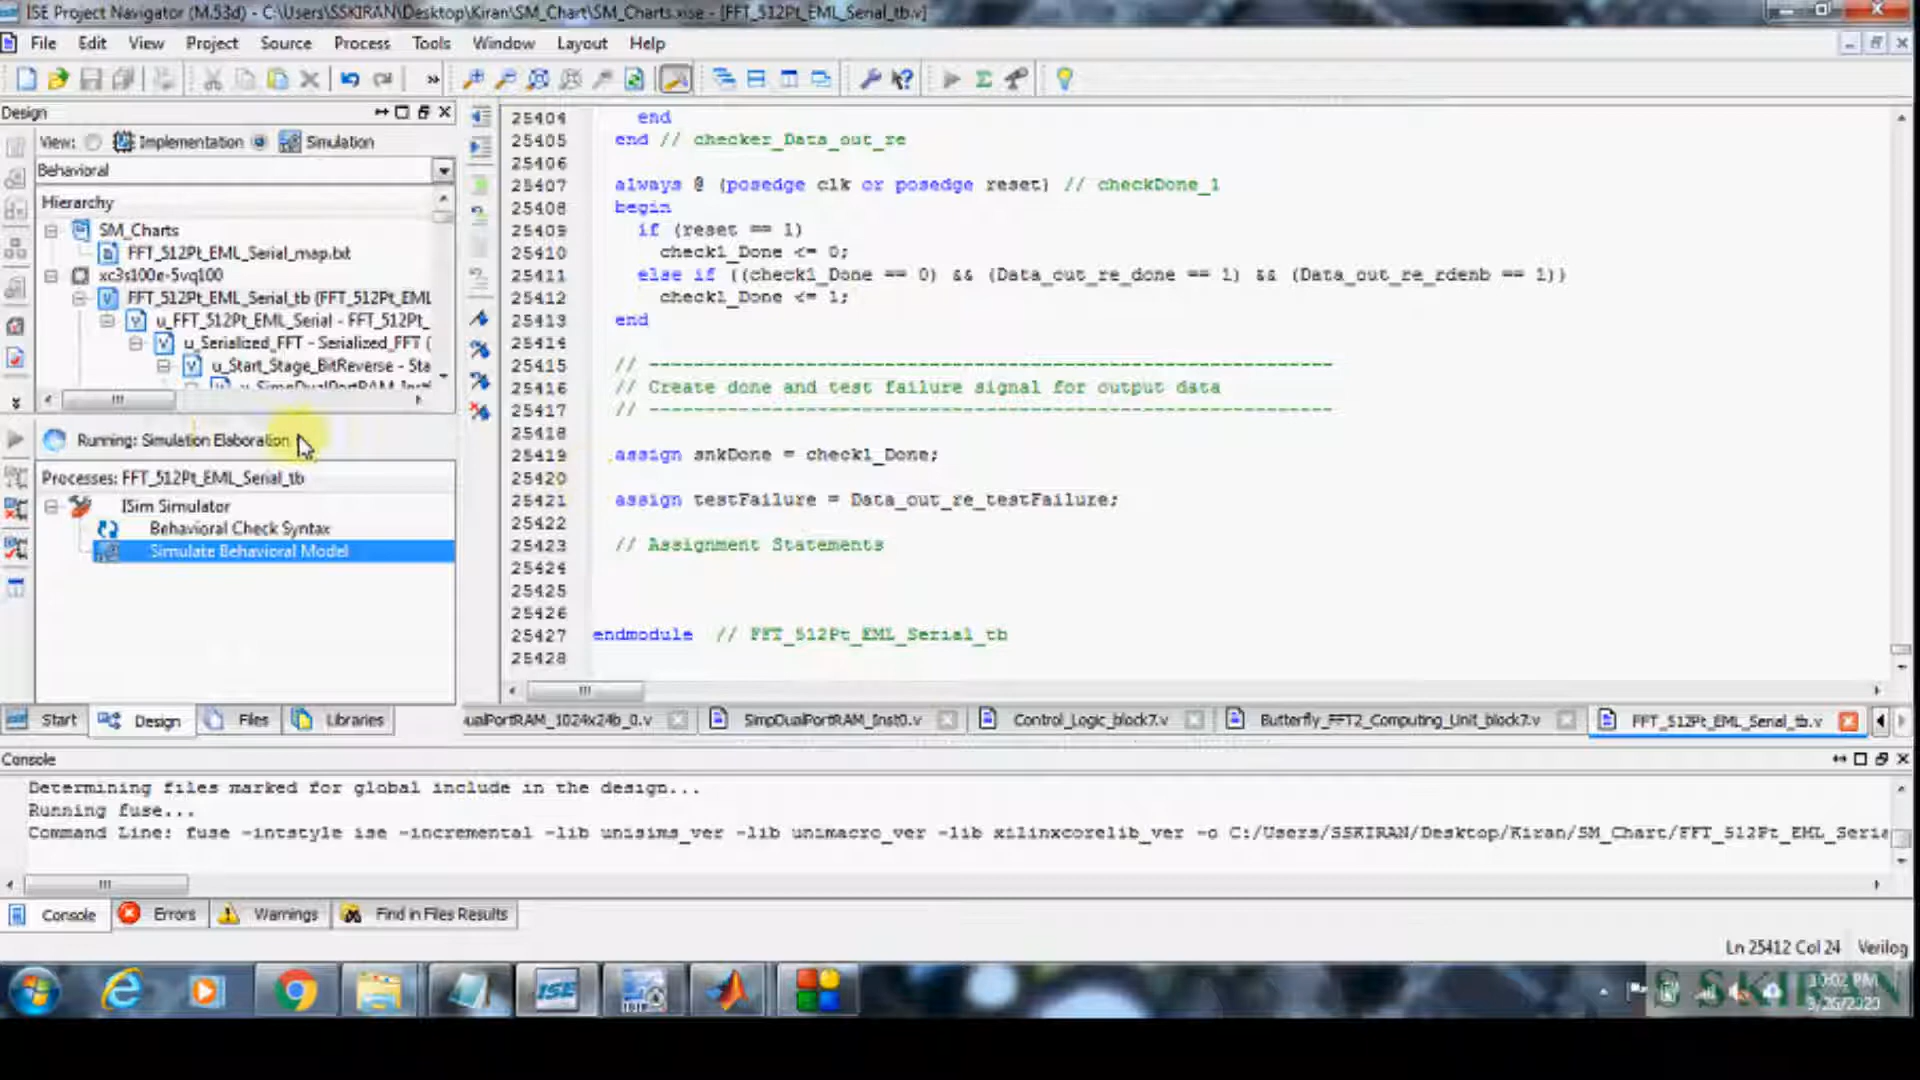 ISE Project Navigator (M.53d) - C:\Users\SSKIRAN\Desktop\Kiran\SM_Chart\SM_Charts.xise - [FFT_512Pt_EML_Serial_tb.v]
File Edit View Project Source Process Tools Window Layout Help
Design
View: Implementation Simulation
Behavioral
Hierarchy
SM_Charts
FFT_512Pt_EML_Serial_map.txt
xc3s100e-5vq100
FFT_512Pt_EML_Serial_tb (FFT_512Pt_EML
u_FFT_512Pt_EML_Serial - FFT_512Pt_
u_Serialized_FFT - Serialized_FFT (
u_Start_Stage_BitReverse - Sta
u_SimpDualPortRAM_Inst
Running: Simulation Elaboration
Processes: FFT_512Pt_EML_Serial_tb
ISim Simulator
Behavioral Check Syntax
Simulate Behavioral Model
Start Design Files Libraries
25404 end
25405 end // checker_Data_out_re
25406
25407 always @ (posedge clk or posedge reset) // checkDone_1
25408 begin
25409 if (reset == 1)
25410 check1_Done <= 0;
25411 else if ((check1_Done == 0) && (Data_out_re_done == 1) && (Data_out_re_rdenb == 1))
25412 check1_Done <= 1;
25413 end
25414
25415 // -------------------------------------------------------------
25416 // Create done and test failure signal for output data
25417 // -------------------------------------------------------------
25418
25419 assign snkDone = check1_Done;
25420
25421 assign testFailure = Data_out_re_testFailure;
25422
25423 // Assignment Statements
25424
25425
25426
25427 endmodule // FFT_512Pt_EML_Serial_tb
25428
ualPortRAM_1024x24b_0.v SimpDualPortRAM_Inst0.v Control_Logic_block7.v Butterfly_FFT2_Computing_Unit_block7.v FFT_512Pt_EML_Serial_tb.v
Console
Determining files marked for global include in the design...
Running fuse...
Command Line: fuse -intstyle ise -incremental -lib unisims_ver -lib unimacro_ver -lib xilinxcorelib_ver -o C:/Users/SSKIRAN/Desktop/Kiran/SM_Chart/FFT_512Pt_EML_Seria
Console Errors Warnings Find in Files Results
Ln 25412 Col 24 Verilog
ISE
S SKIRAN
10:02 PM
3/26/2020